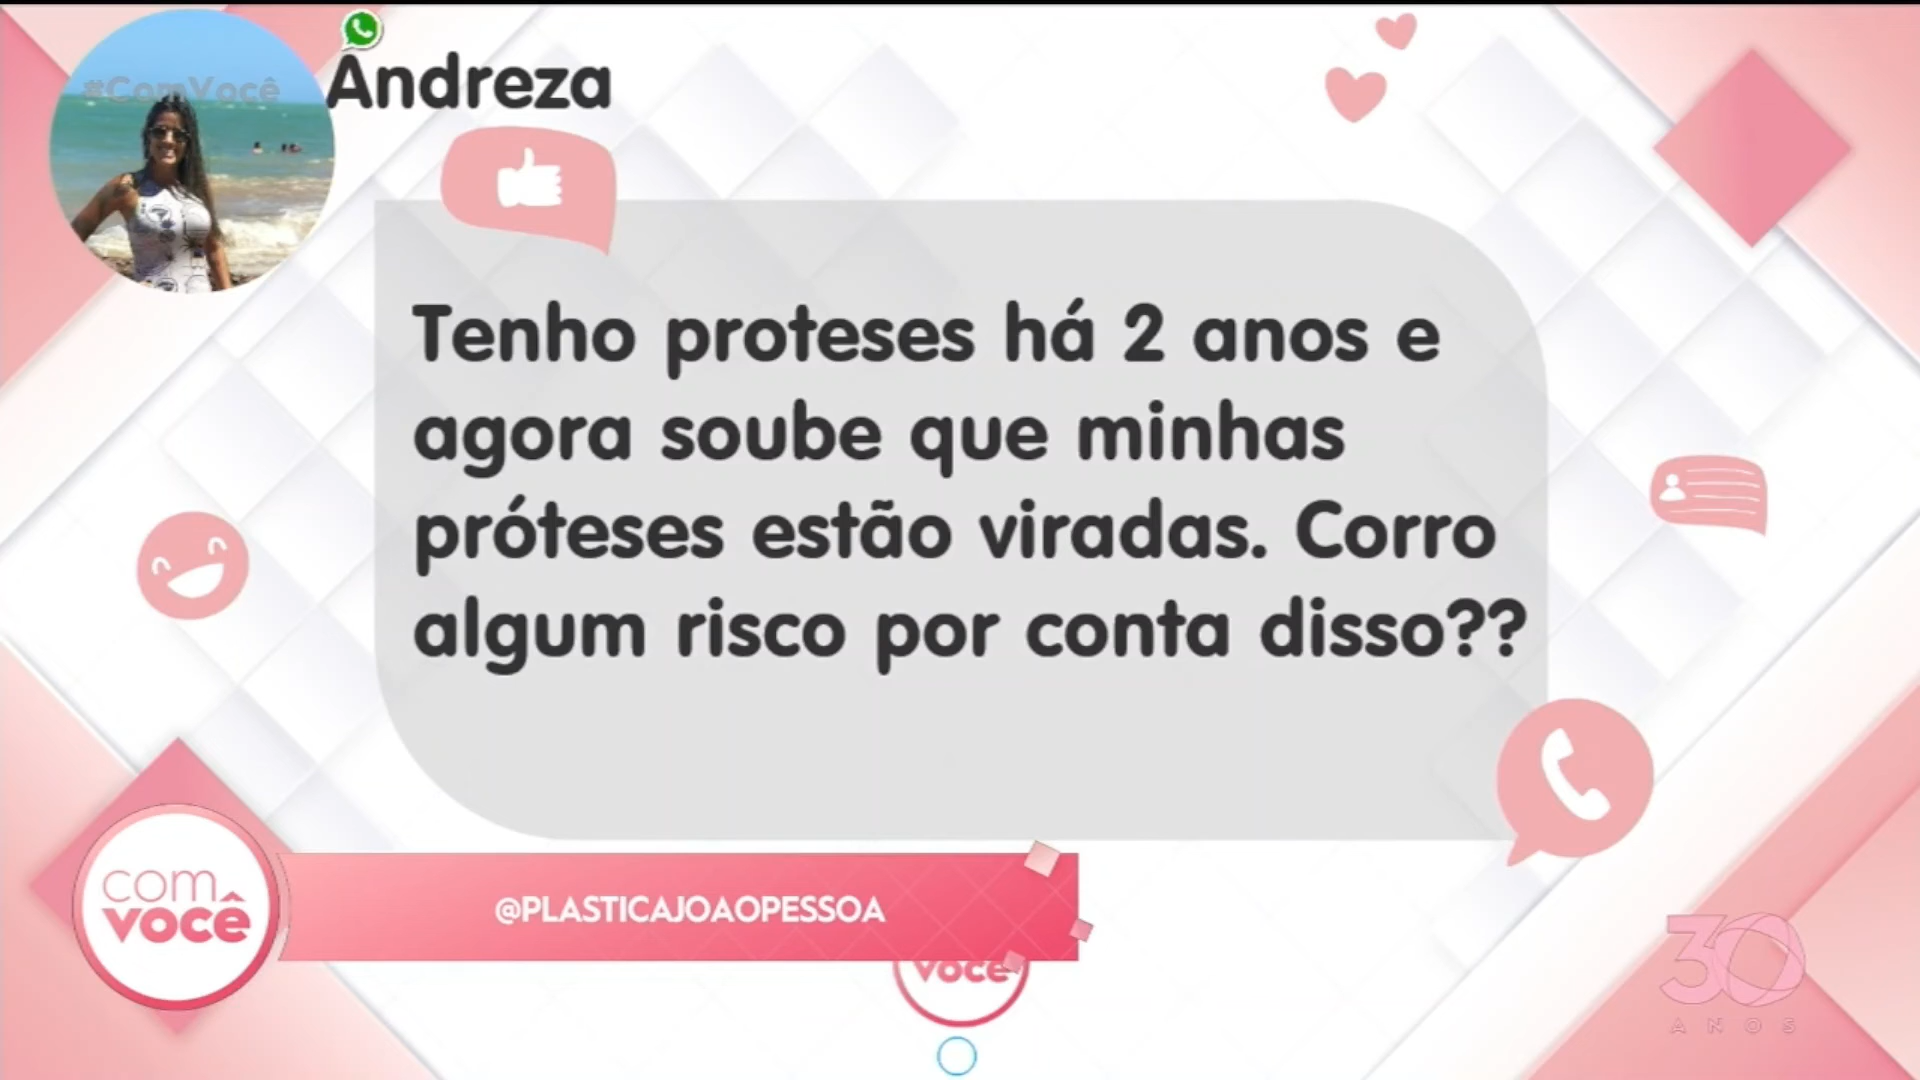 #ComVocê
Andreza
Tenho proteses há 2 anos e
agora soube que minhas
próteses estão viradas. Corro
algum risco por conta disso??
com
você
@PLASTICAJOAOPESSOA
você
30
ANOS